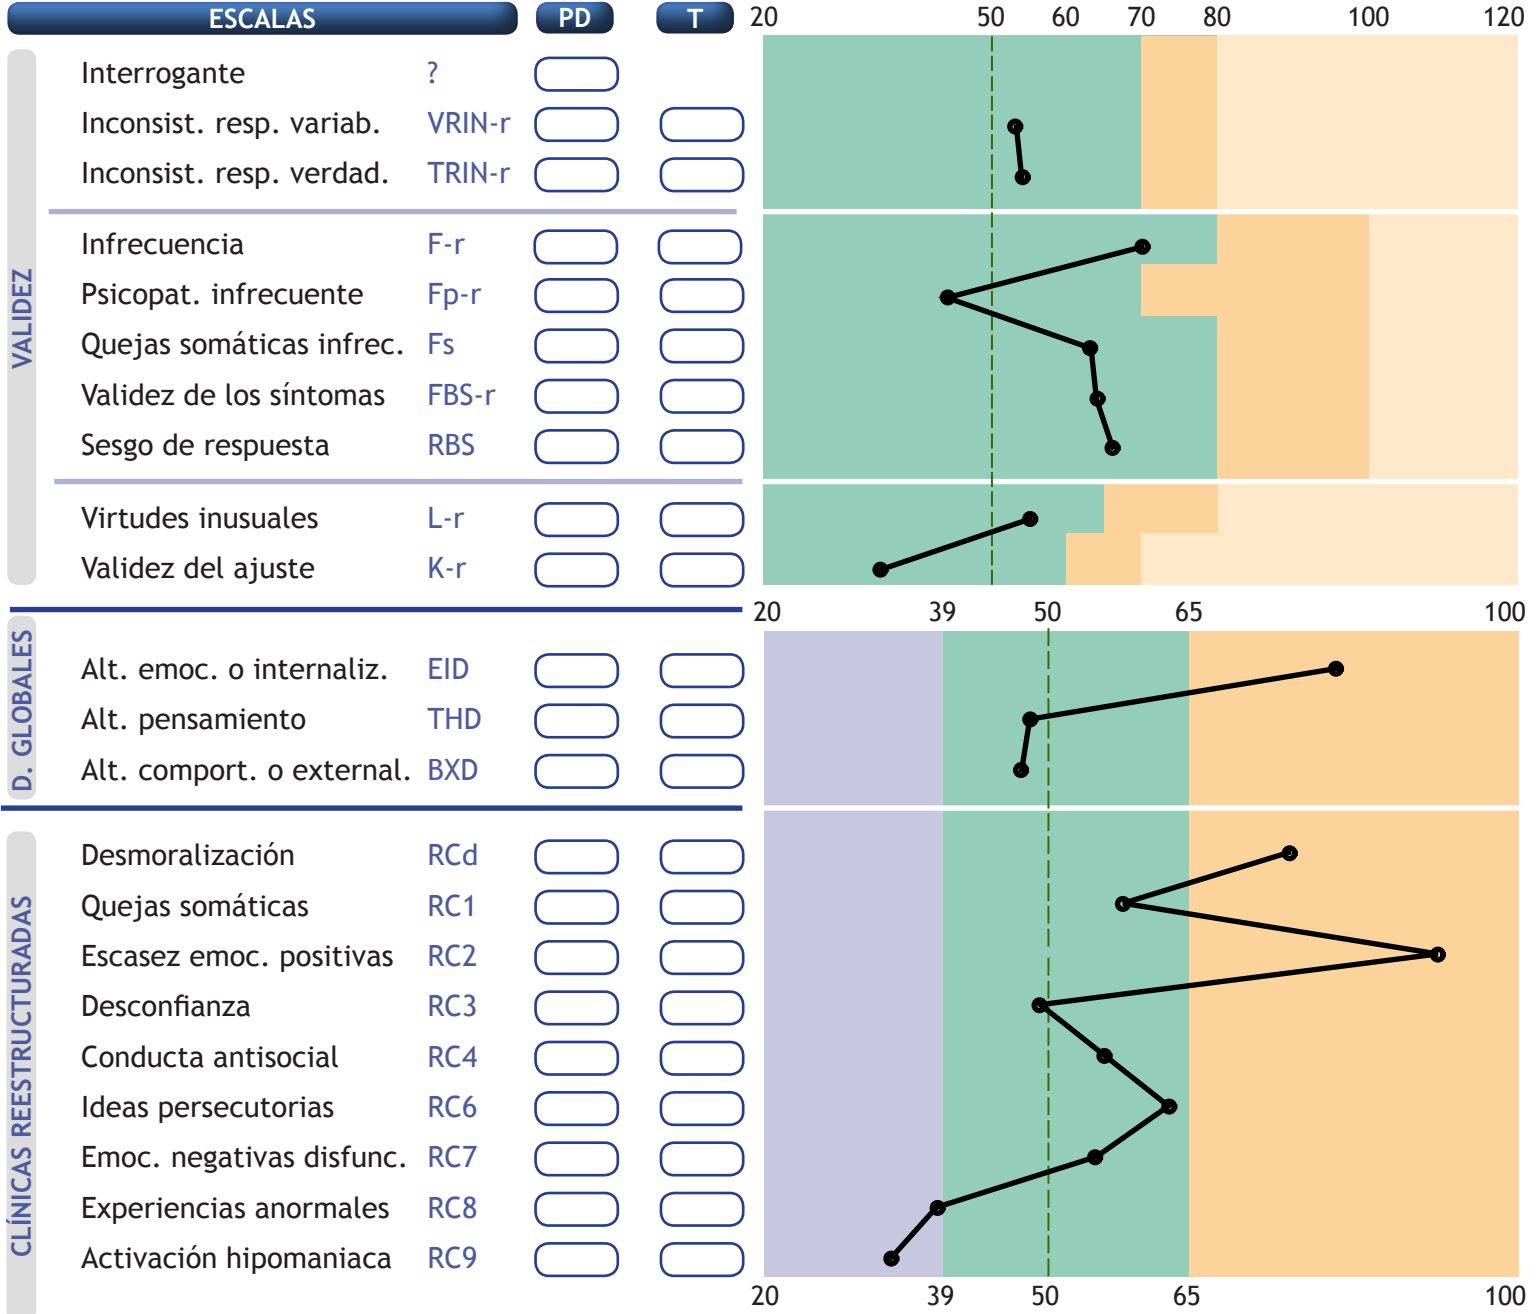 ESCALAS PD T 20 50 60 70 80 100 120
VALIDEZ
Interrogante ?
Inconsist. resp. variab. VRIN-r
Inconsist. resp. verdad. TRIN-r
Infrecuencia F-r
Psicopat. infrecuente Fp-r
Quejas somáticas infrec. Fs
Validez de los síntomas FBS-r
Sesgo de respuesta RBS
Virtudes inusuales L-r
Validez del ajuste K-r
20 39 50 65 100
D. GLOBALES
Alt. emoc. o internaliz. EID
Alt. pensamiento THD
Alt. comport. o external. BXD
CLÍNICAS REESTRUCTURADAS
Desmoralización RCd
Quejas somáticas RC1
Escasez emoc. positivas RC2
Desconfianza RC3
Conducta antisocial RC4
Ideas persecutorias RC6
Emoc. negativas disfunc. RC7
Experiencias anormales RC8
Activación hipomaniaca RC9
20 39 50 65 100